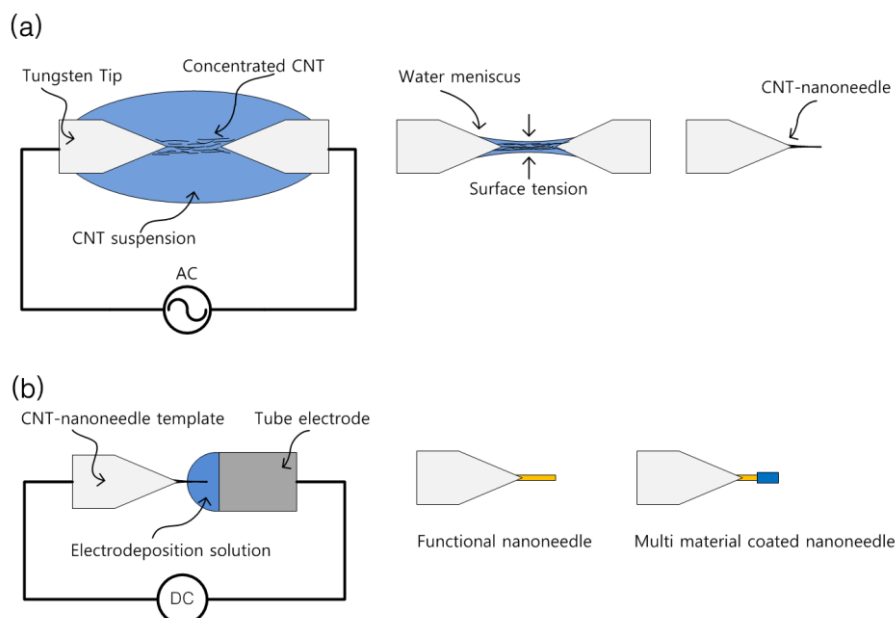 (a)
Tungsten Tip
Concentrated CNT
Water meniscus
CNT-nanoneedle
Surface tension
CNT suspension
AC
(b)
CNT-nanoneedle template
Tube electrode
Electrodeposition solution
Functional nanoneedle
Multi material coated nanoneedle
DC